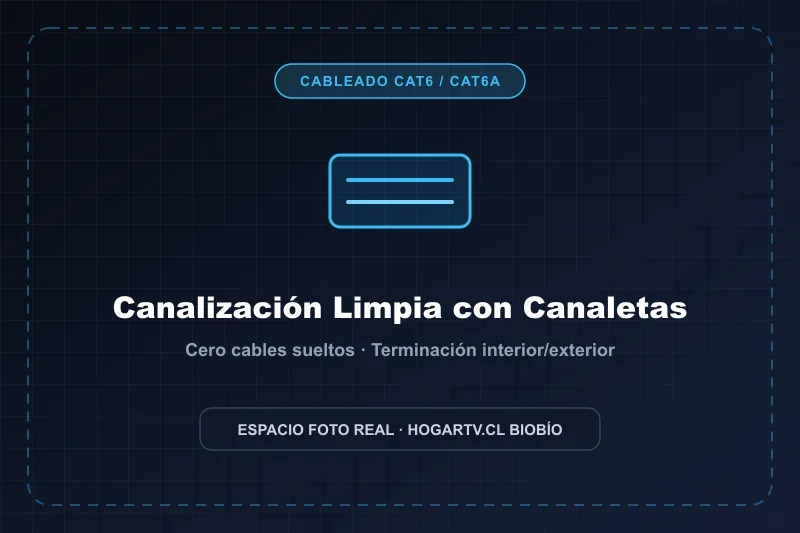 CABLEADO CAT6 / CAT6A
Canalización Limpia con Canaletas
Cero cables sueltos · Terminación interior/exterior
ESPACIO FOTO REAL · HOGARTV.CL BIOBÍO